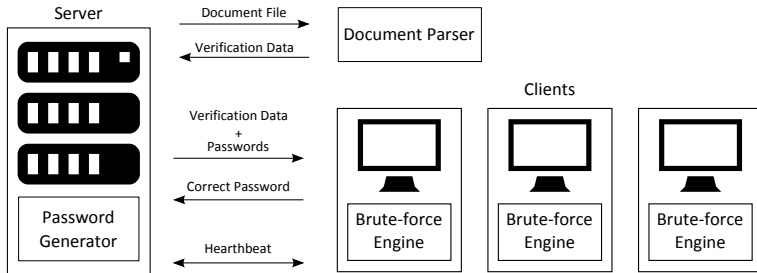 Server
Document File
Verification Data
Document Parser
Clients
Verification Data
+
Passwords
Correct Password
Hearthbeat
Password
Generator
Brute-force
Engine
Brute-force
Engine
Brute-force
Engine